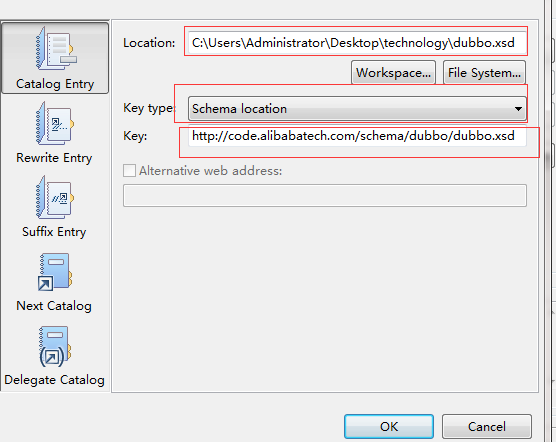 Location: C:\Users\Administrator\Desktop\technology\dubbo.xsd
Workspace... File System...
Key type: Schema location
Key: http://code.alibabatech.com/schema/dubbo/dubbo.xsd
Alternative web address:
Catalog Entry
Rewrite Entry
Suffix Entry
Next Catalog
Delegate Catalog
OK Cancel